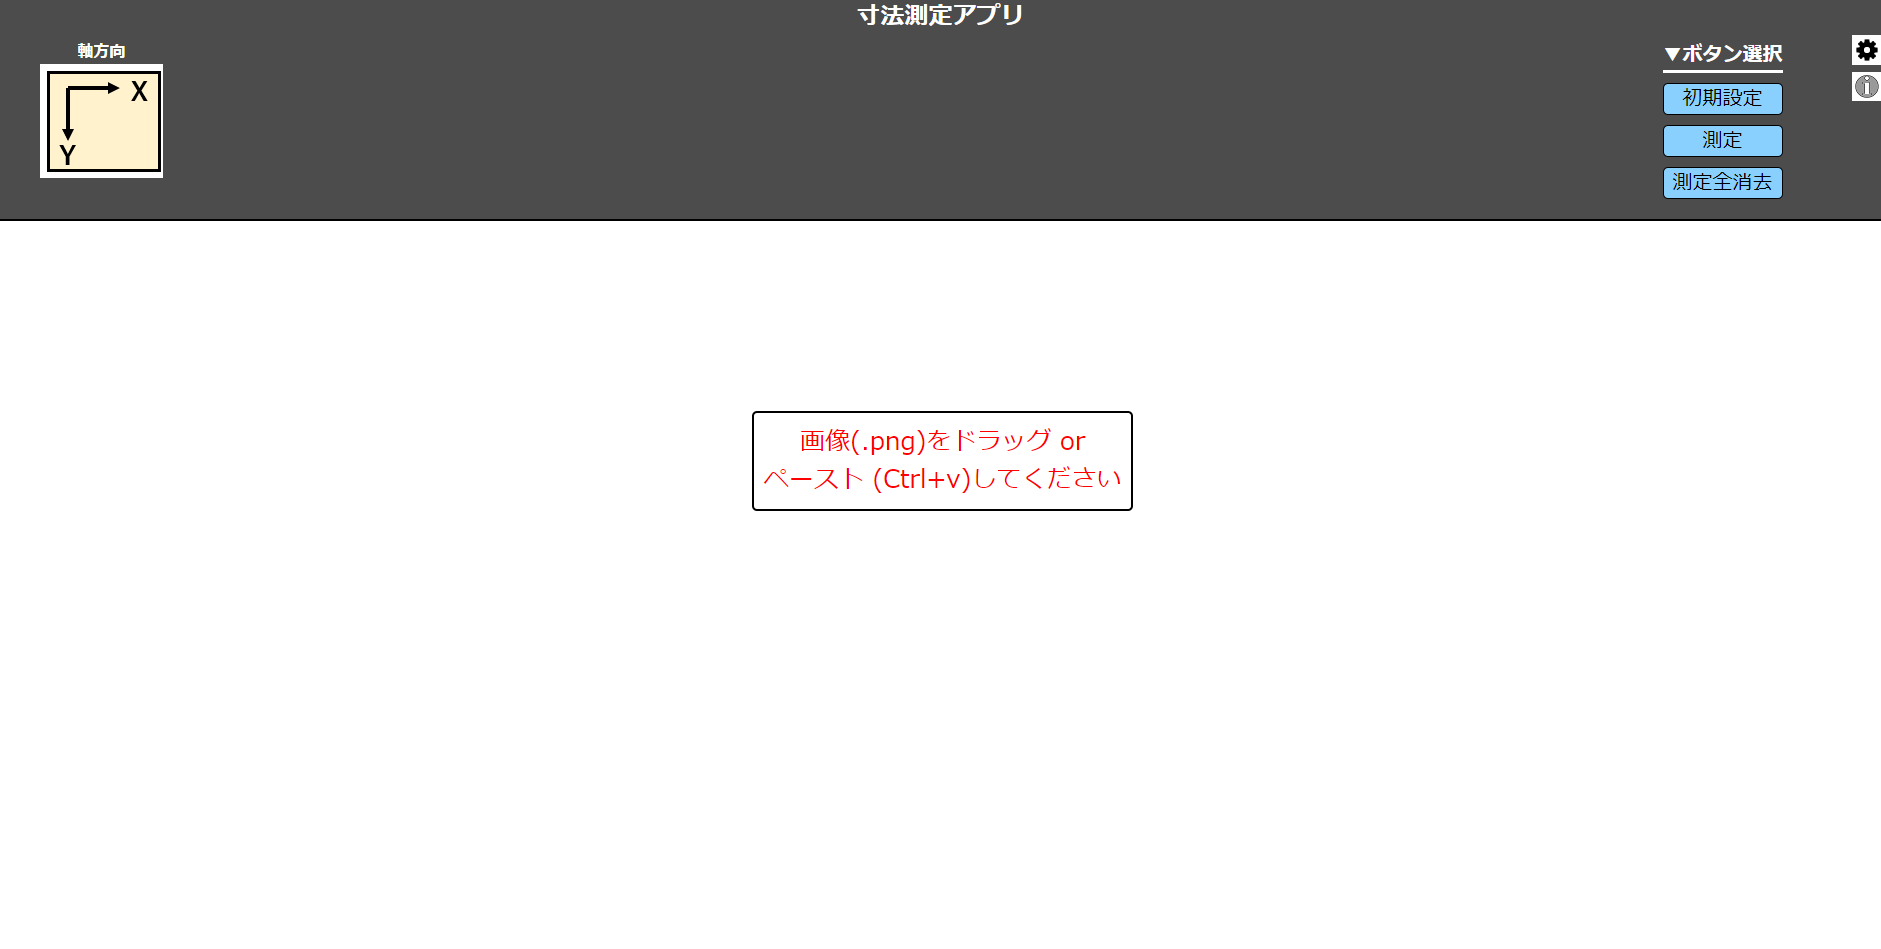 寸法測定アプリ
軸方向
X
Y
▼ボタン選択
初期設定
測定
測定全消去
画像(.png)をドラッグ or
ペースト (Ctrl+v)してください